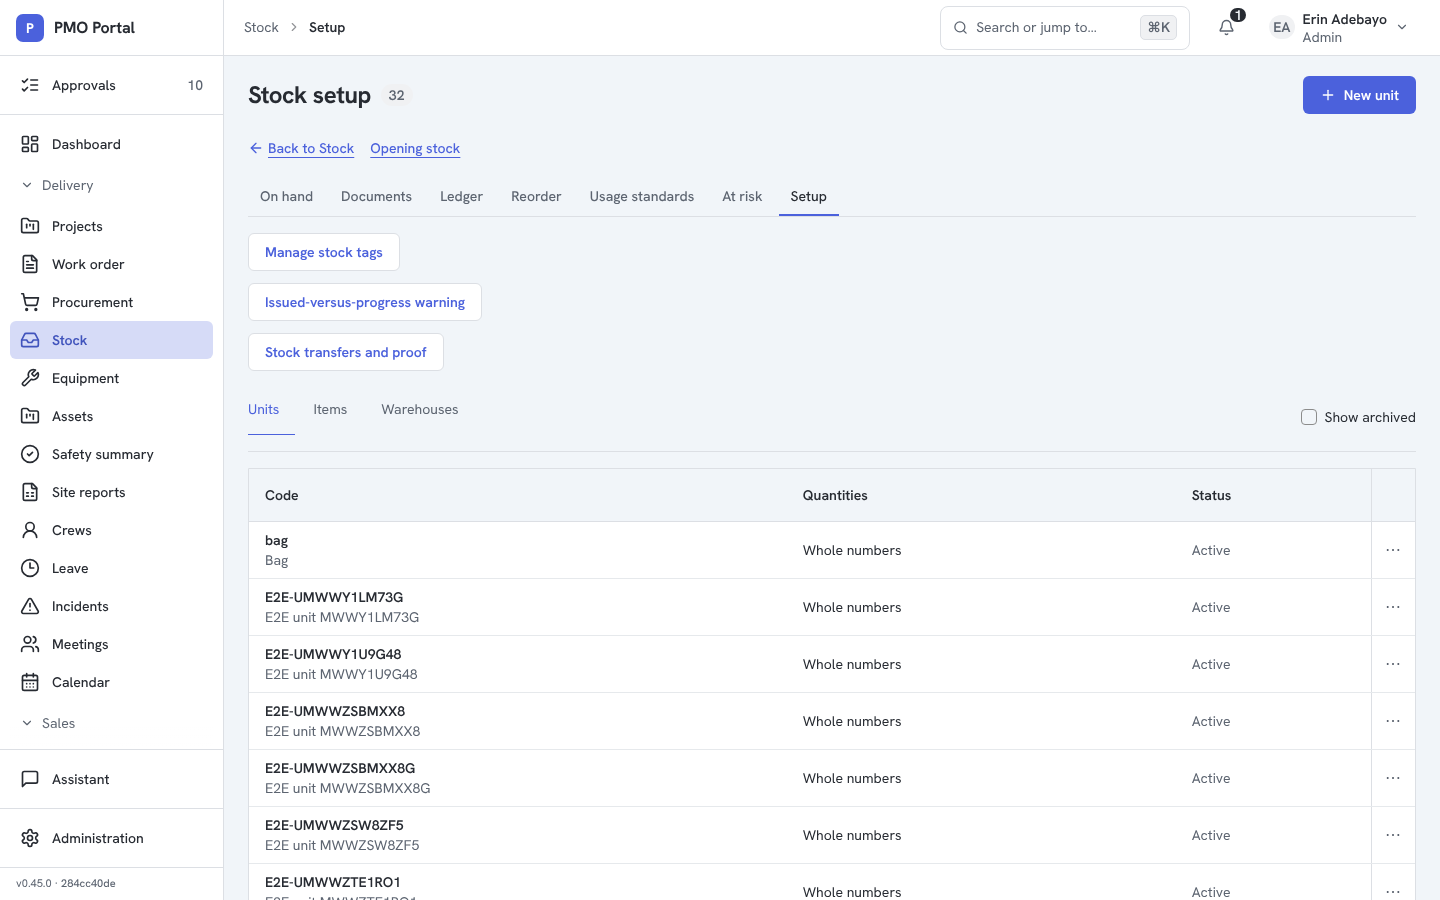 P PMO Portal
Stock > Setup
Search or jump to... ⌘K
1
EA Erin Adebayo
Admin
Approvals 10
Dashboard
Delivery
Projects
Work order
Procurement
Stock
Equipment
Assets
Safety summary
Site reports
Crews
Leave
Incidents
Meetings
Calendar
Sales
Assistant
Administration
v0.45.0 · 284cc40de
Stock setup 32
+ New unit
← Back to Stock Opening stock
On hand Documents Ledger Reorder Usage standards At risk Setup
Manage stock tags
Issued-versus-progress warning
Stock transfers and proof
Units Items Warehouses
Show archived
Code Quantities Status
bag
Bag
Whole numbers Active ...
E2E-UMWWY1LM73G
E2E unit MWWY1LM73G
Whole numbers Active ...
E2E-UMWWY1U9G48
E2E unit MWWY1U9G48
Whole numbers Active ...
E2E-UMWWZSBMXX8
E2E unit MWWZSBMXX8
Whole numbers Active ...
E2E-UMWWZSBMXX8G
E2E unit MWWZSBMXX8G
Whole numbers Active ...
E2E-UMWWZSW8ZF5
E2E unit MWWZSW8ZF5
Whole numbers Active ...
E2E-UMWWZTE1RO1
E2E unit MWWZTE1RO1
Whole numbers Active ...